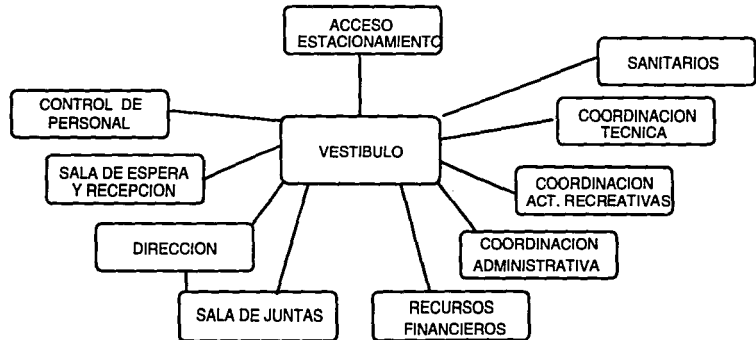 ACCESO
ESTACIONAMIENTO
SANITARIOS
CONTROL DE
PERSONAL
COORDINACION
TECNICA
VESTIBULO
SALA DE ESPERA
Y RECEPCION
COORDINACION
ACT. RECREATIVAS
DIRECCION
COORDINACION
ADMINISTRATIVA
SALA DE JUNTAS
RECURSOS
FINANCIEROS